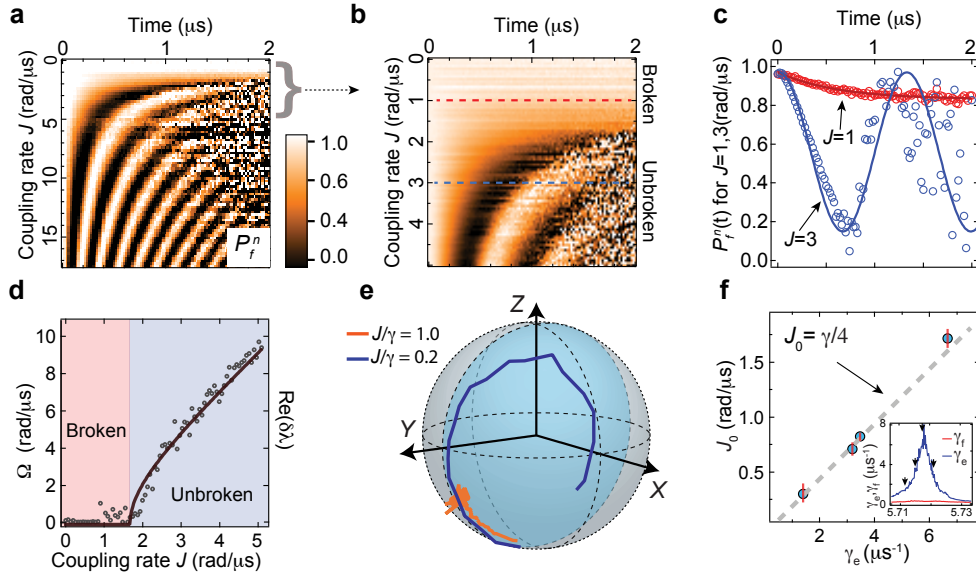 a
Time (μs)
0 1 2
Coupling rate J (rad/μs)
0
5
10
15
P_f^n
1.0
0.6
0.4
0.0
b
Time (μs)
0 1 2
Coupling rate J (rad/μs)
0
1
2
3
4
Broken
Unbroken
c
Time (μs)
0 1 2
P_f^n(t) for J=1,3(rad/μs)
1.0
0.8
0.6
0.4
0.2
0.0
J=1
J=3
d
Ω (rad/μs)
10
8
6
4
2
0
Broken
Unbroken
Re(δλ)
0 1 2 3 4 5
Coupling rate J (rad/μs)
e
J/γ = 1.0
J/γ = 0.2
Z
Y
X
f
J₀ (rad/μs)
1.5
1.0
0.5
J₀ = γ/4
2 4 6
γ_e (μs⁻¹)
γ_e,γ_f (μs⁻¹)
8
4
0
γ_f
γ_e
5.71 5.73